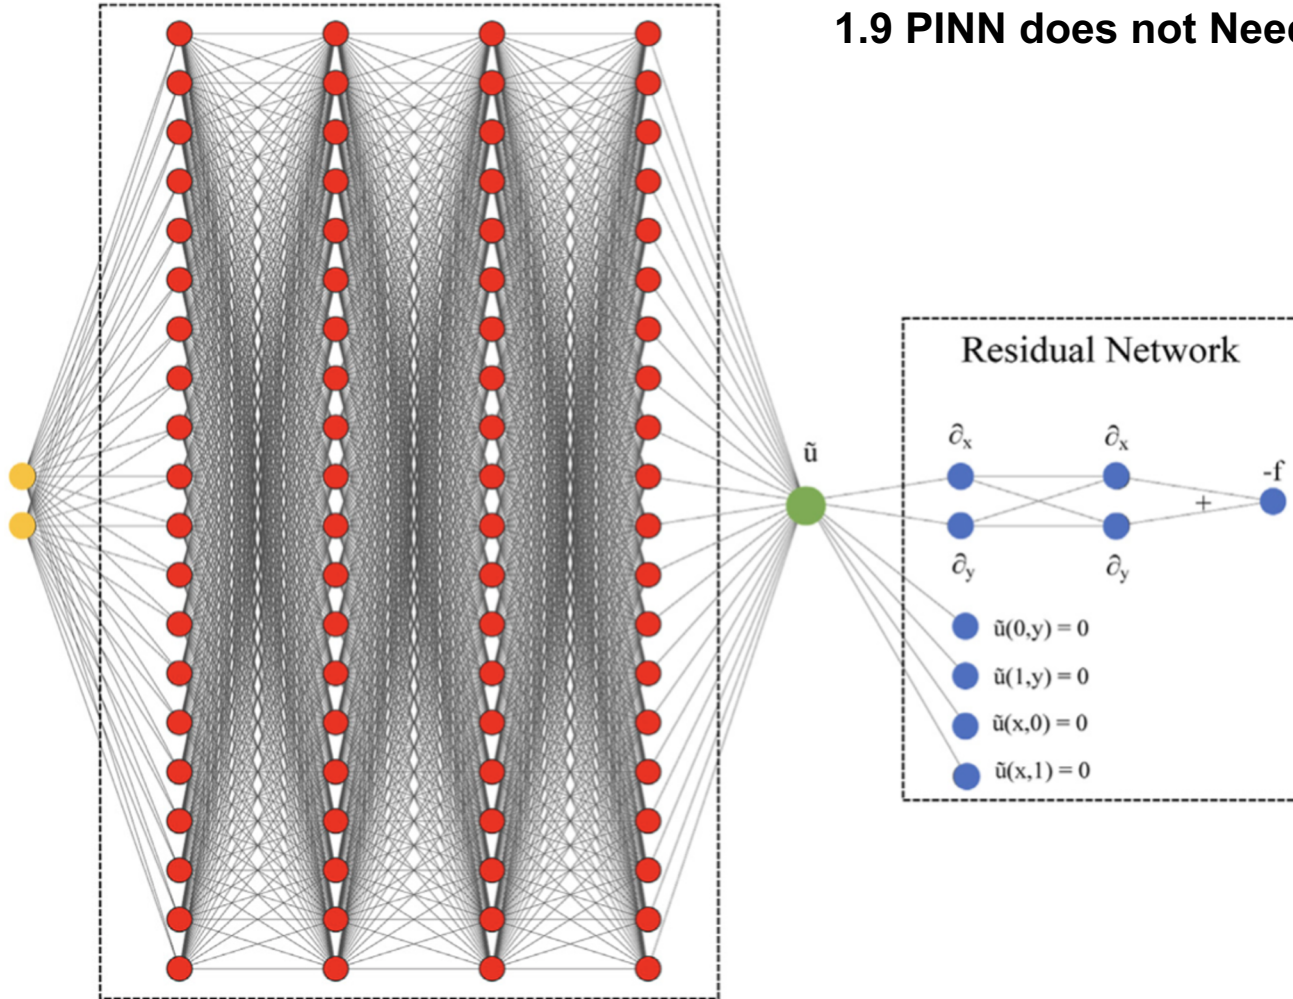 1.9 PINN does not Nee
Residual Network
∂x ∂x
-f
ũ
+
∂y ∂y
ũ(0,y) = 0
ũ(1,y) = 0
ũ(x,0) = 0
ũ(x,1) = 0